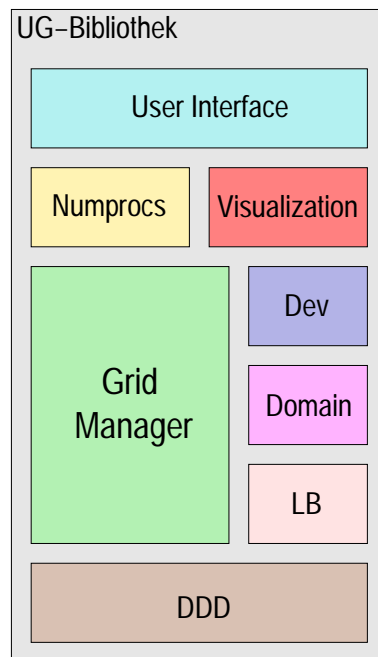 UG–Bibliothek
User Interface
Numprocs
Visualization
Grid
Manager
Dev
Domain
LB
DDD